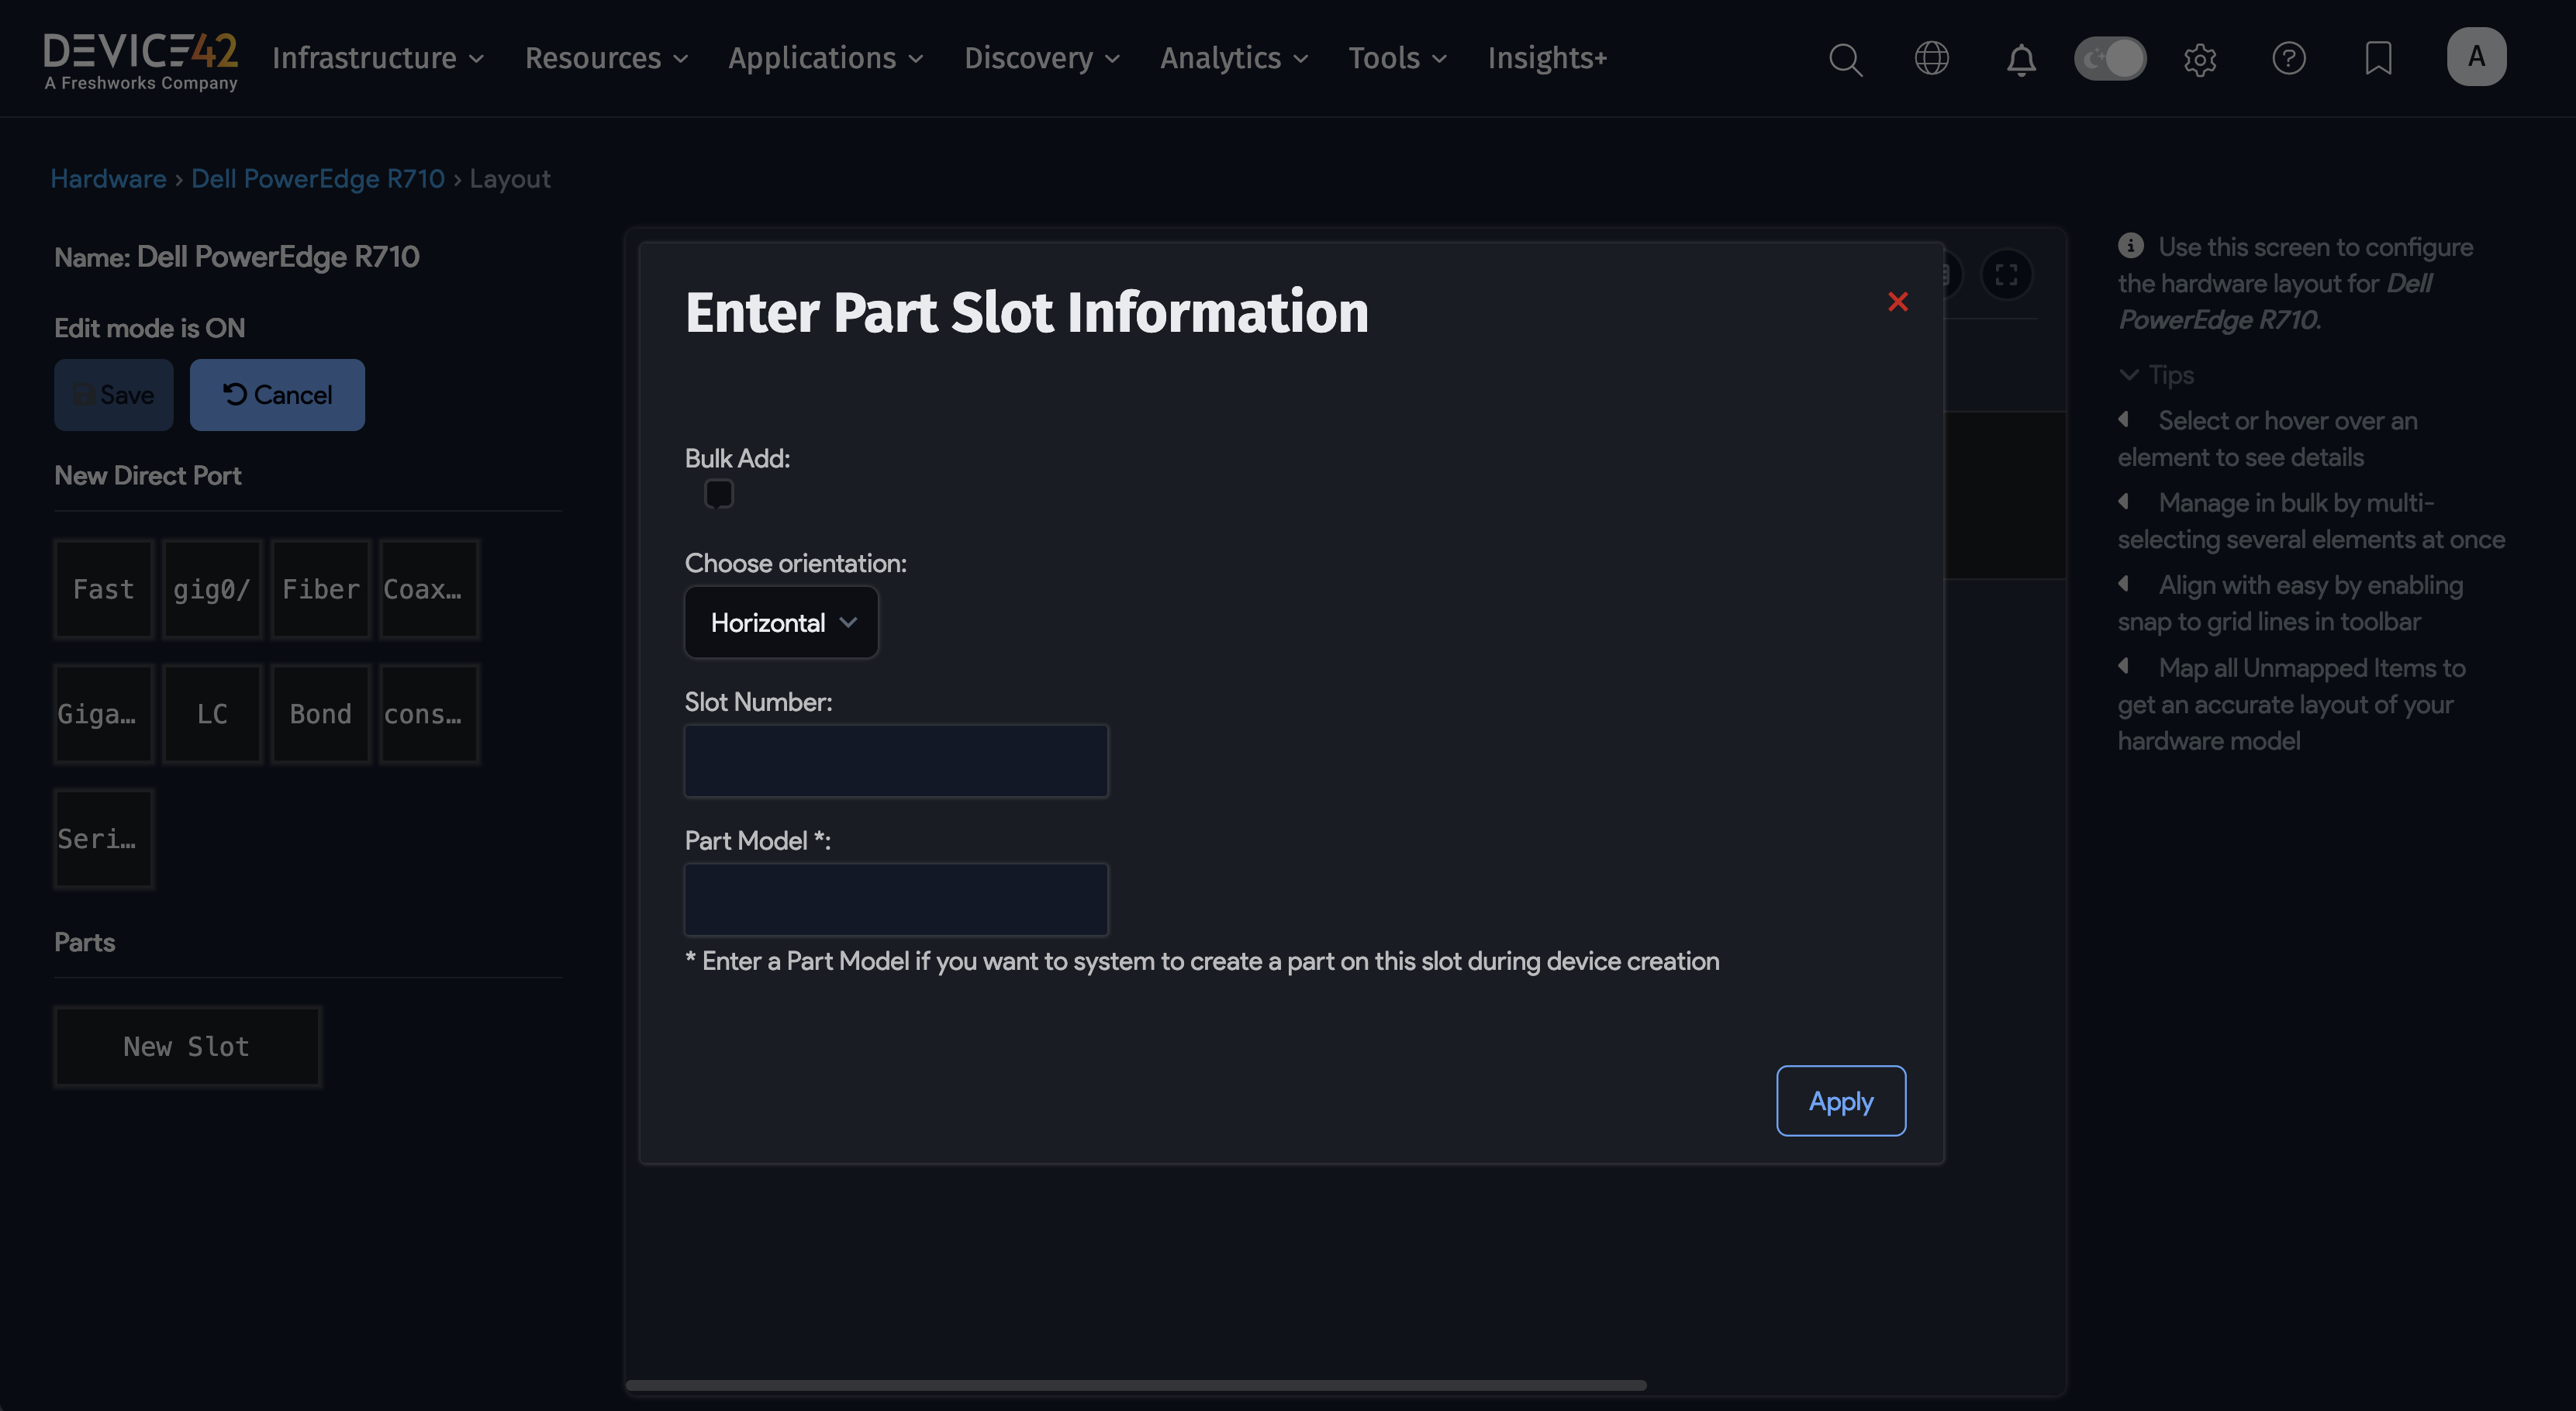 DEVICE42
A Freshworks Company
Infrastructure
Resources
Applications
Discovery
Analytics
Tools
Insights+
A
Hardware › Dell PowerEdge R710 › Layout
Name: Dell PowerEdge R710
Edit mode is ON
Save
Cancel
New Direct Port
Fast
gig0/
Fiber
Coax…
Giga…
LC
Bond
cons…
Seri…
Parts
New Slot
Enter Part Slot Information
Bulk Add:
Choose orientation:
Horizontal
Slot Number:
Part Model *:
* Enter a Part Model if you want to system to create a part on this slot during device creation
Apply
Use this screen to configure
the hardware layout for Dell
PowerEdge R710.
Tips
Select or hover over an
element to see details
Manage in bulk by multi-
selecting several elements at once
Align with easy by enabling
snap to grid lines in toolbar
Map all Unmapped Items to
get an accurate layout of your
hardware model